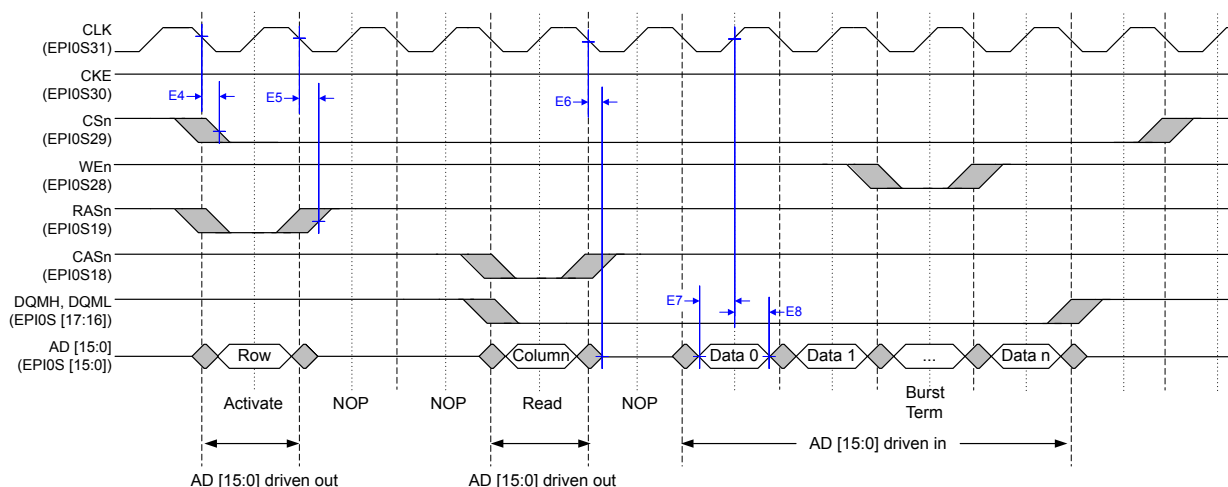 CLK
(EPI0S31)
CKE
(EPI0S30)
E4
E5
E6
CSn
(EPI0S29)
WEn
(EPI0S28)
RASn
(EPI0S19)
CASn
(EPI0S18)
DQMH, DQML
(EPI0S [17:16])
E7
E8
AD [15:0]
(EPI0S [15:0])
Row
Column
Data 0
Data 1
...
Data n
Activate
NOP
NOP
Read
NOP
Burst
Term
AD [15:0] driven in
AD [15:0] driven out
AD [15:0] driven out